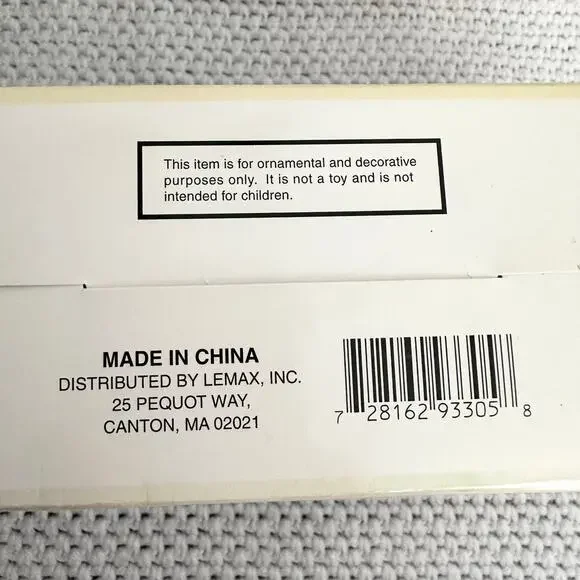 This item is for ornamental and decorative
purposes only. It is not a toy and is not
intended for children.
MADE IN CHINA
DISTRIBUTED BY LEMAX, INC.
25 PEQUOT WAY,
CANTON, MA 02021
7 28162 93305 8